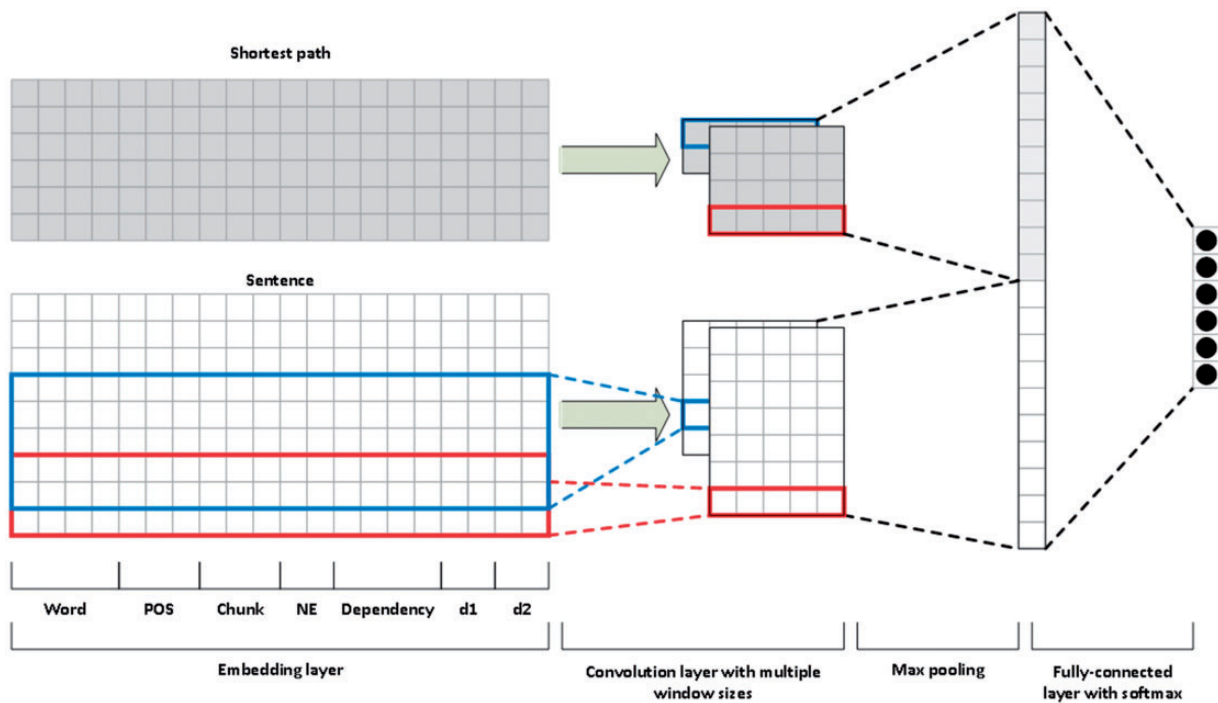 Shortest path
Sentence
Word POS Chunk NE Dependency d1 d2
Embedding layer
Convolution layer with multiple
window sizes
Max pooling
Fully-connected
layer with softmax